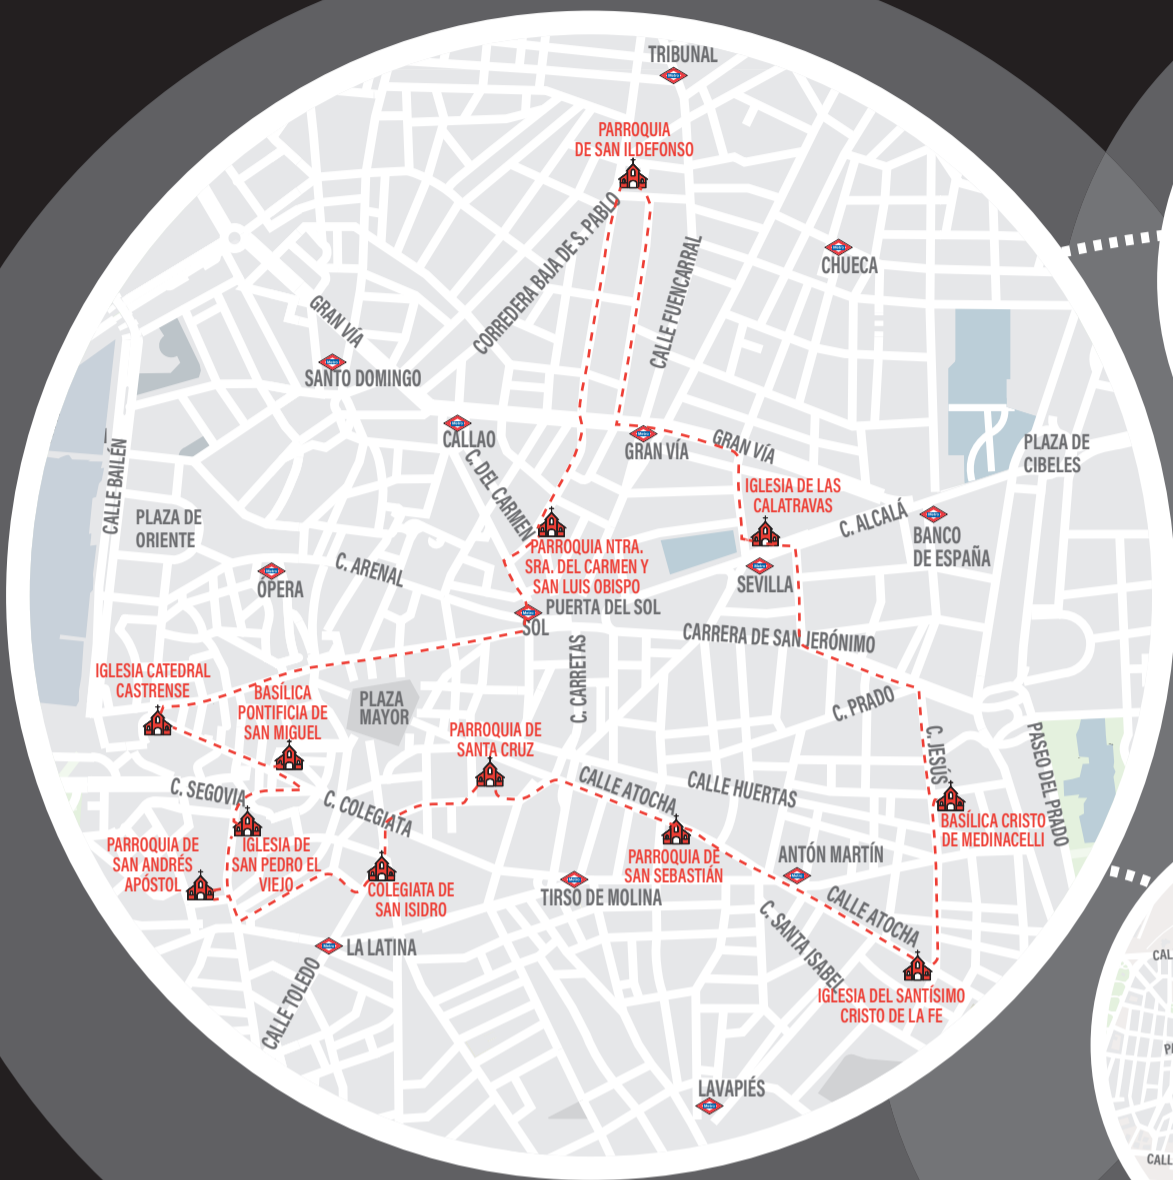 TRIBUNAL
PARROQUIA
DE SAN ILDEFONSO
CORREDERA BAJA DE S. PABLO
CALLE FUENCARRAL
CHUECA
GRAN VÍA
SANTO DOMINGO
CALLAO
C. DEL CARMEN
GRAN VÍA
GRAN VÍA
PLAZA DE
CIBELES
CALLE BAILÉN
PLAZA DE
ORIENTE
IGLESIA DE LAS
CALATRAVAS
C. ALCALÁ
BANCO
DE ESPAÑA
PARROQUIA NTRA.
SRA. DEL CARMEN Y
SAN LUIS OBISPO
C. ARENAL
ÓPERA
SEVILLA
PUERTA DEL SOL
SOL
CARRERA DE SAN JERÓNIMO
C. CARRETAS
IGLESIA CATEDRAL
CASTRENSE
BASÍLICA
PONTIFICIA DE
SAN MIGUEL
PLAZA
MAYOR
C. PRADO
PARROQUIA DE
SANTA CRUZ
C. JESÚS
PASEO DEL PRADO
C. SEGOVIA
C. COLEGIATA
CALLE ATOCHA
CALLE HUERTAS
BASÍLICA CRISTO
DE MEDINACELLI
PARROQUIA DE
SAN ANDRÉS
APÓSTOL
IGLESIA DE
SAN PEDRO EL
VIEJO
COLEGIATA DE
SAN ISIDRO
PARROQUIA DE
SAN SEBASTIÁN
ANTÓN MARTÍN
TIRSO DE MOLINA
CALLE ATOCHA
C. SANTA ISABEL
LA LATINA
CALLE TOLEDO
IGLESIA DEL SANTÍSIMO
CRISTO DE LA FE
LAVAPIÉS
CAL
CALL